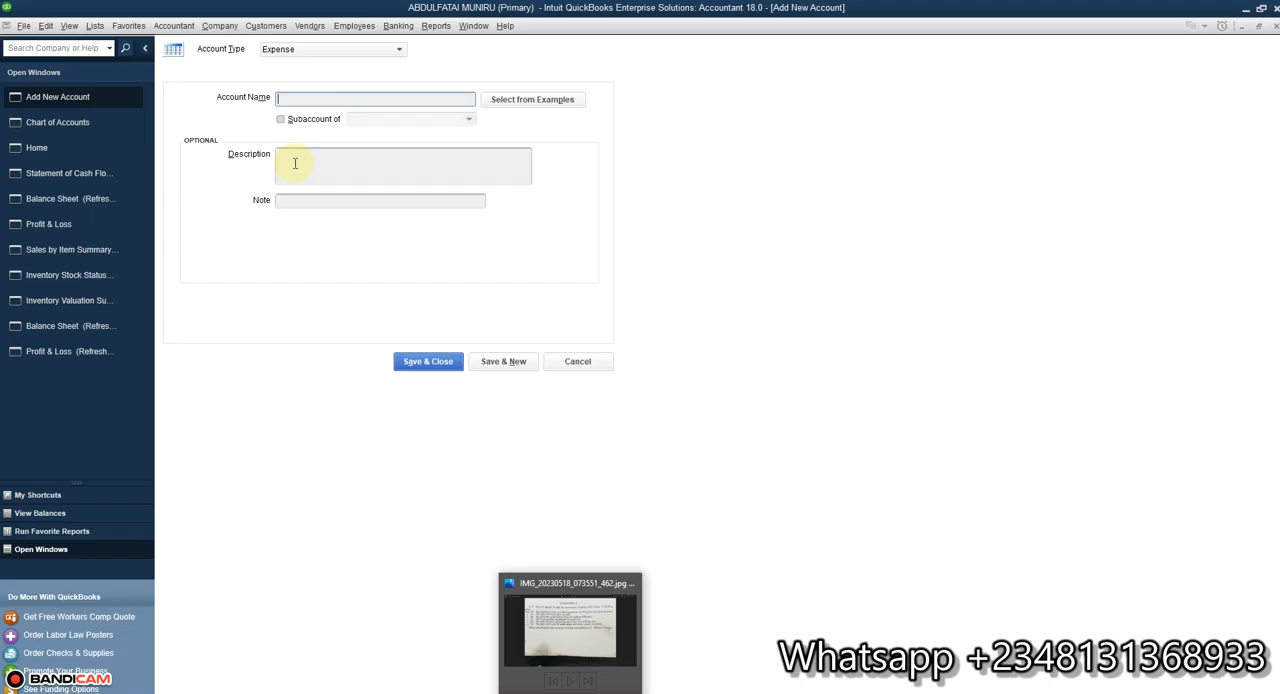 ABDULFATAI MUNIRU (Primary) - Intuit QuickBooks Enterprise Solutions: Accountant 18.0 - [Add New Account]
File Edit View Lists Favorites Accountant Company Customers Vendors Employees Banking Reports Window Help
Search Company or Help
Account Type
Expense
Open Windows
Add New Account
Account Name
Select from Examples
Chart of Accounts
Subaccount of
OPTIONAL
Home
Description
Statement of Cash Flo...
Balance Sheet (Refres...
Note
Profit & Loss
Sales by Item Summary...
Inventory Stock Status...
Inventory Valuation Su...
Balance Sheet (Refres...
Profit & Loss (Refresh...
Save & Close
Save & New
Cancel
My Shortcuts
View Balances
Run Favorite Reports
Open Windows
IMG_20230518_073551_462.jpg ...
Do More With QuickBooks
Get Free Workers Comp Quote
Order Labor Law Posters
Order Checks & Supplies
Promote Your Business
BANDICAM
See Funding Options
Whatsapp +2348131368933